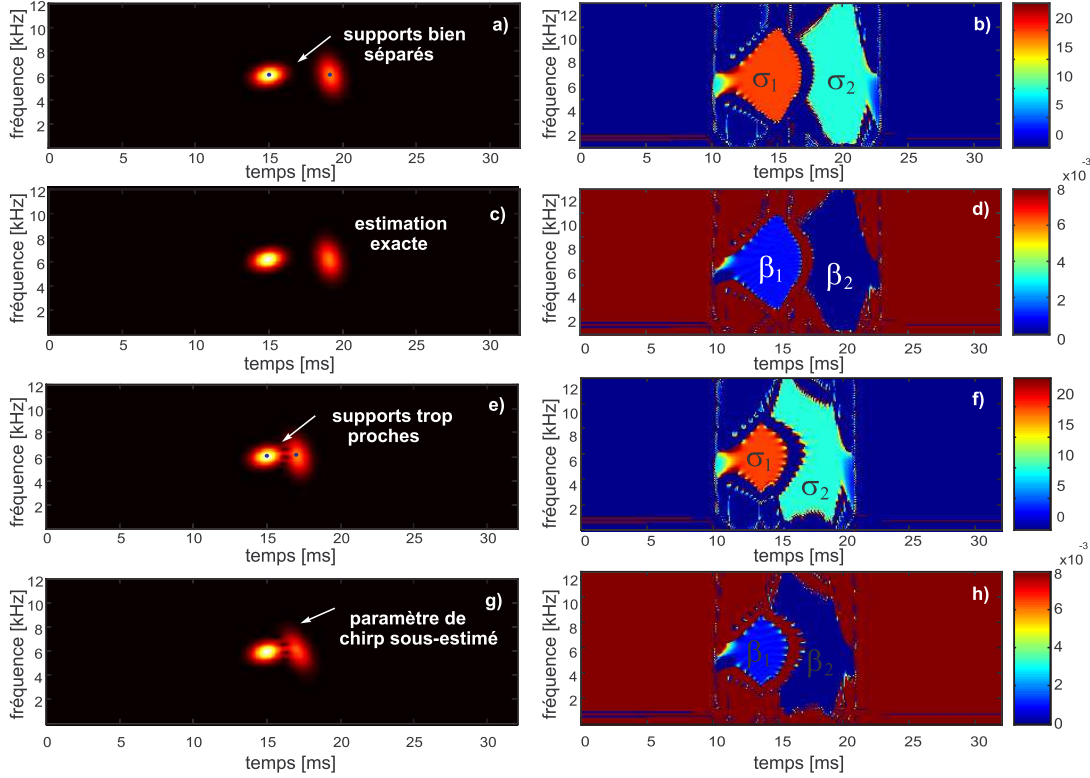 fréquence [kHz]
12
10
8
6
4
2
a)
supports bien
séparés
0 5 10 15 20 25 30
temps [ms]
fréquence [kHz]
12
10
8
6
4
2
b)
σ1
σ2
0 5 10 15 20 25 30
temps [ms]
20
15
10
5
0
fréquence [kHz]
12
10
8
6
4
2
c)
estimation
exacte
0 5 10 15 20 25 30
temps [ms]
fréquence [kHz]
12
10
8
6
4
2
d)
β1
β2
0 5 10 15 20 25 30
temps [ms]
x10-3
8
6
4
2
0
fréquence [kHz]
12
10
8
6
4
2
e)
supports trop
proches
0 5 10 15 20 25 30
temps [ms]
fréquence [kHz]
12
10
8
6
4
2
f)
σ1
σ2
0 5 10 15 20 25 30
temps [ms]
20
15
10
5
0
fréquence [kHz]
12
10
8
6
4
2
g)
paramètre de
chirp sous-estimé
0 5 10 15 20 25 30
temps [ms]
fréquence [kHz]
12
10
8
6
4
2
h)
β1
β2
0 5 10 15 20 25 30
temps [ms]
x10-3
8
6
4
2
0